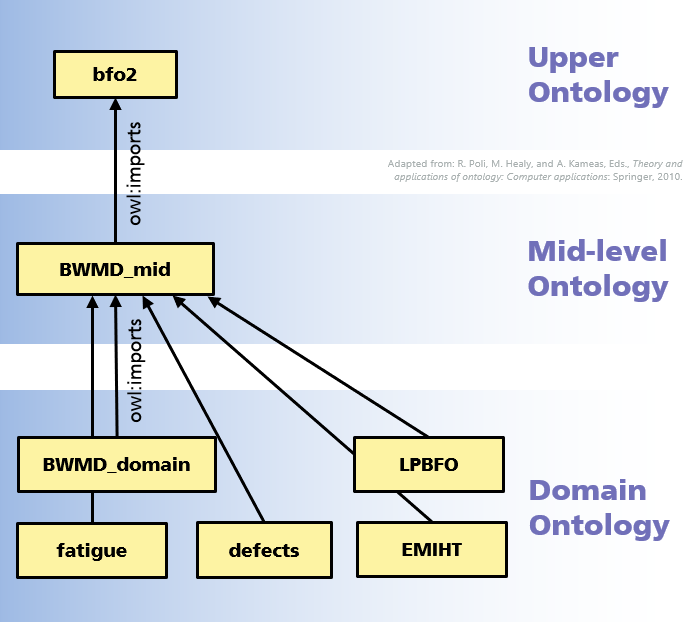 bfo2
Upper
Ontology
owl:imports
Adapted from: R. Poli, M. Healy, and A. Kameas, Eds., Theory and
applications of ontology: Computer applications: Springer, 2010.
BWMD_mid
Mid-level
Ontology
owl:imports
BWMD_domain
LPBFO
Domain
Ontology
fatigue
defects
EMIHT